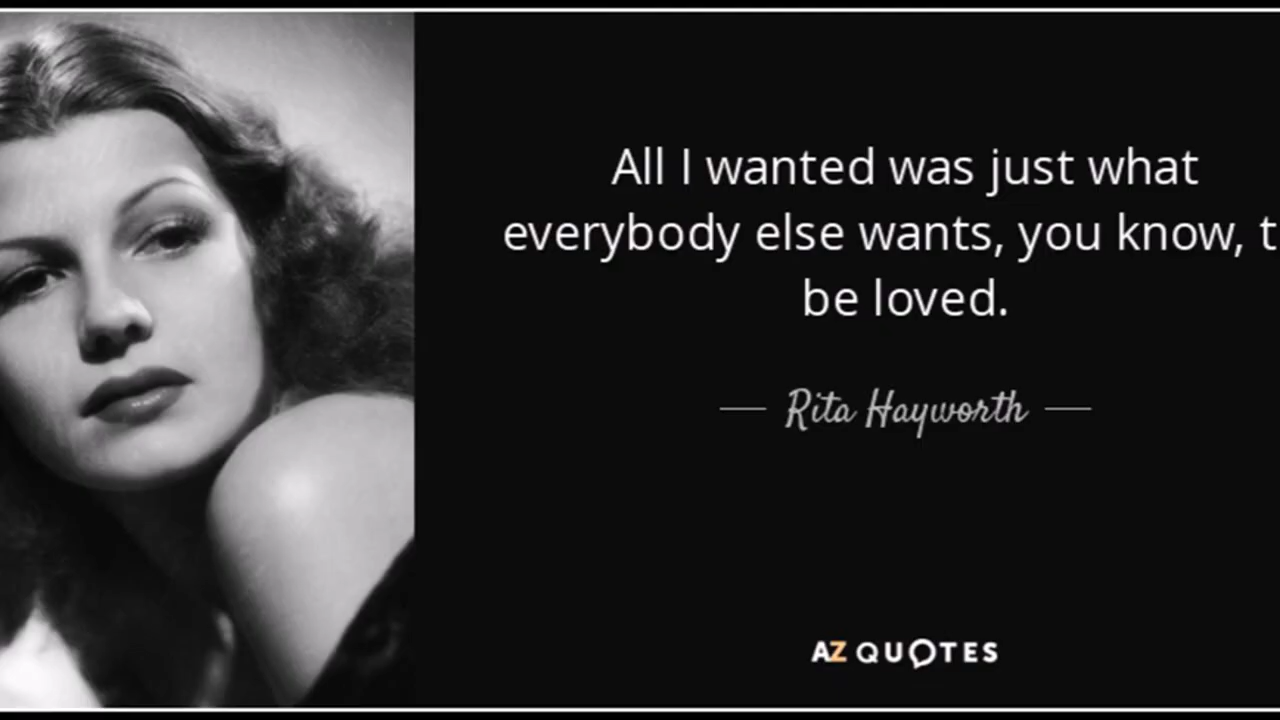 All I wanted was just what
everybody else wants, you know, t
be loved.
Rita Hayworth
AZ QUOTES